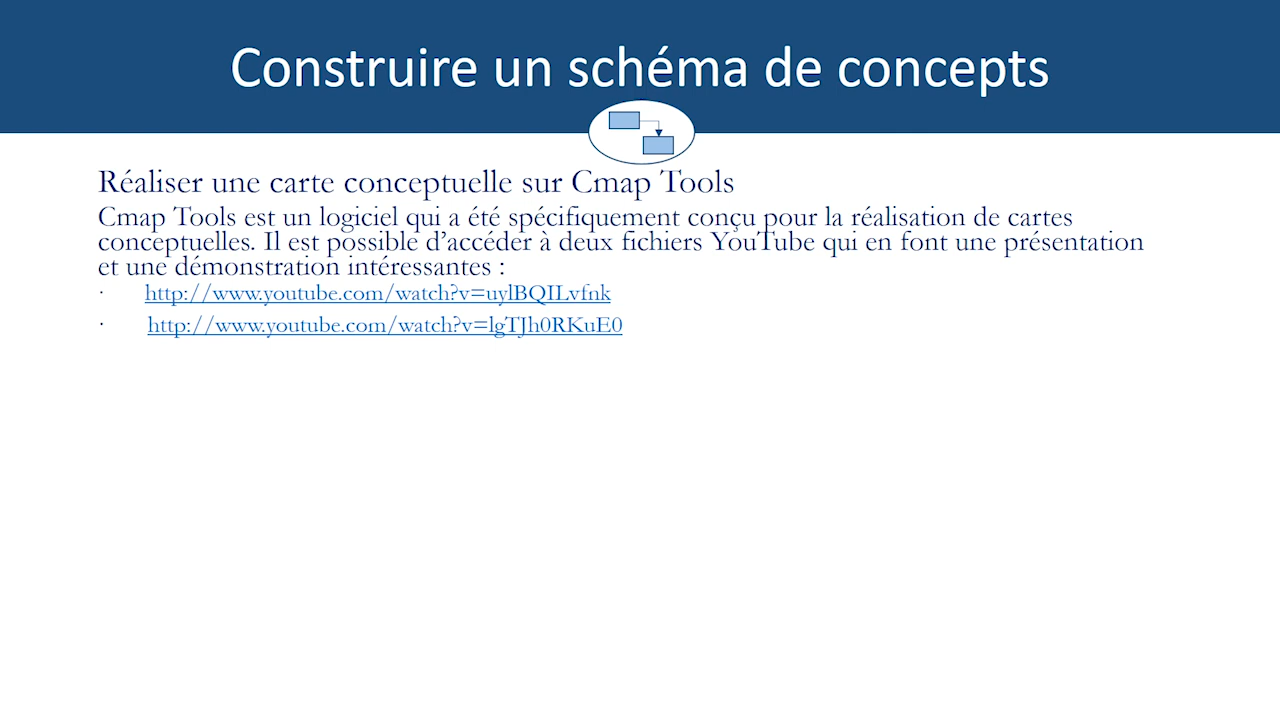 Construire un schéma de concepts
Réaliser une carte conceptuelle sur Cmap Tools
Cmap Tools est un logiciel qui a été spécifiquement conçu pour la réalisation de cartes
conceptuelles. Il est possible d’accéder à deux fichiers YouTube qui en font une présentation
et une démonstration intéressantes :
· http://www.youtube.com/watch?v=uylBQILvfnk
· http://www.youtube.com/watch?v=lgTJh0RKuE0